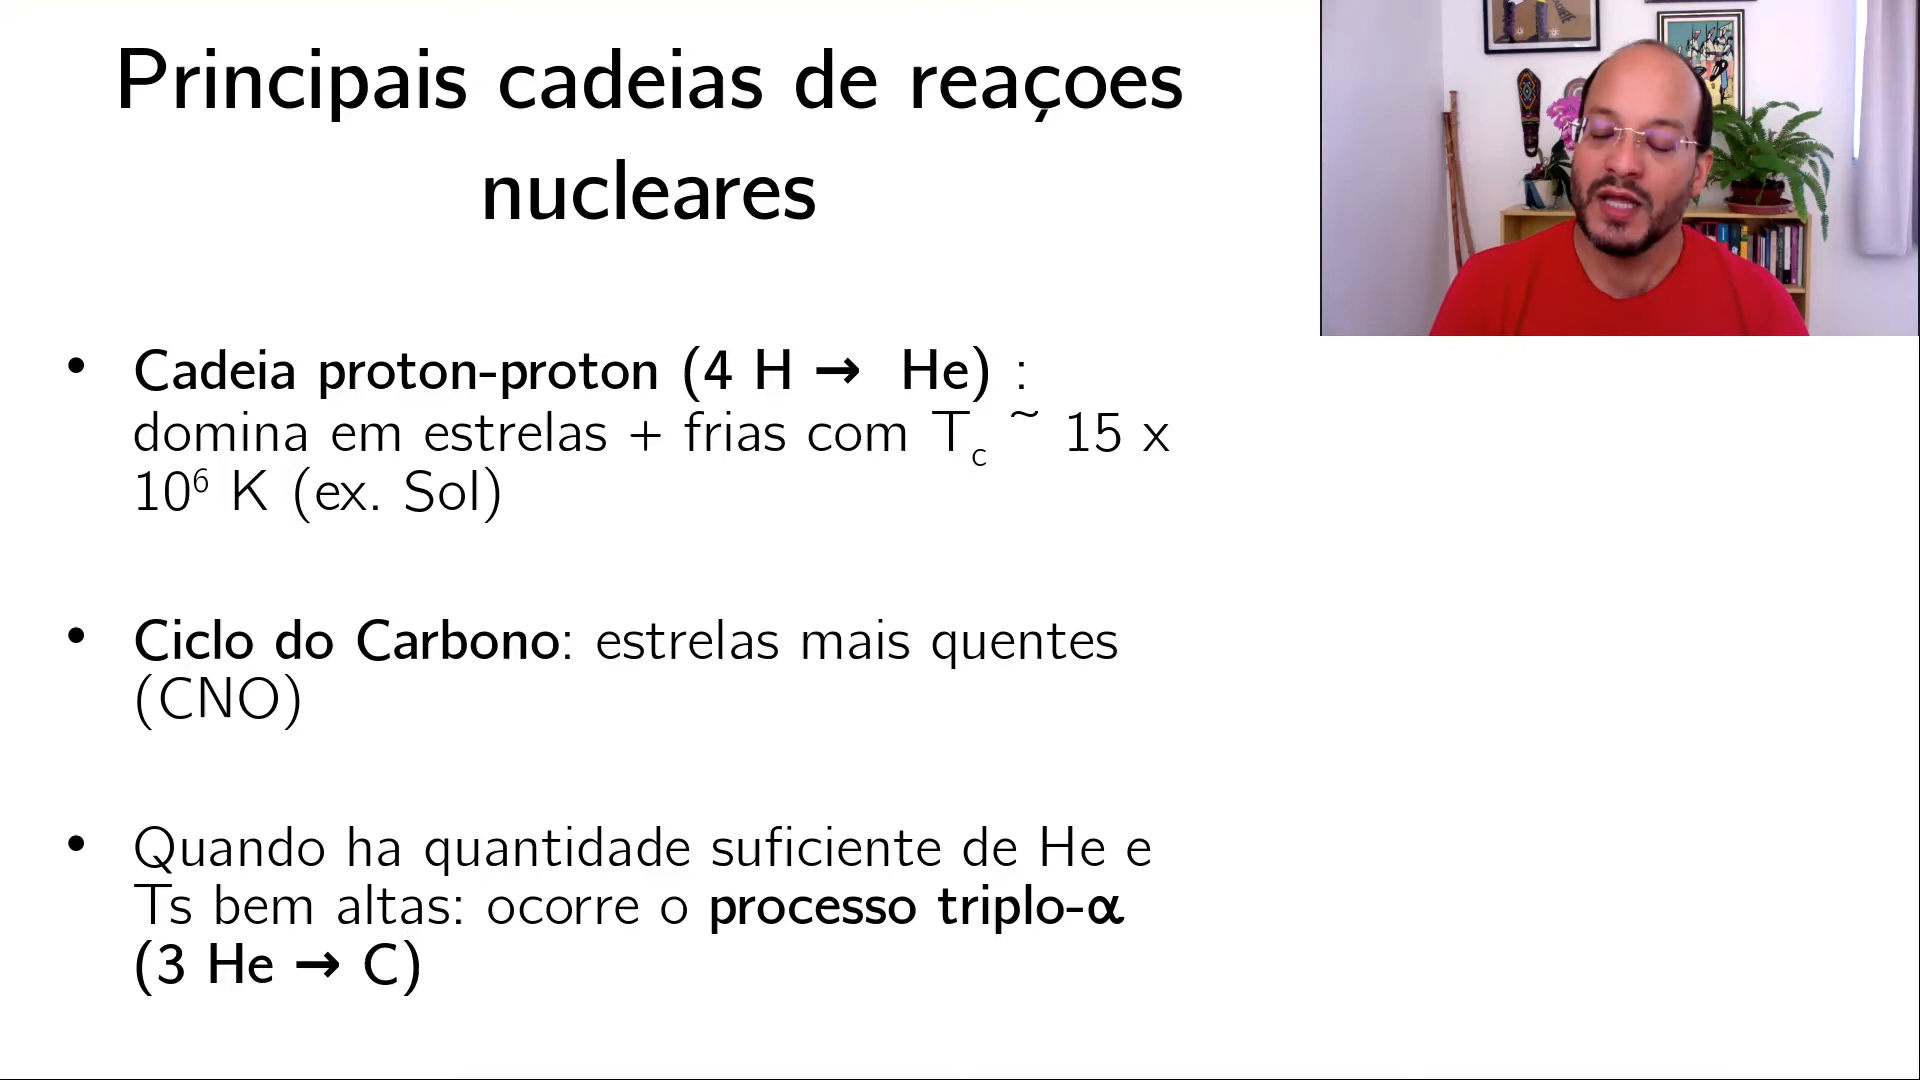 Principais cadeias de reaçoes
nucleares
• Cadeia proton-proton (4 H → He) :
domina em estrelas + frias com T_c ~ 15 x
10⁶ K (ex. Sol)
• Ciclo do Carbono: estrelas mais quentes
(CNO)
• Quando ha quantidade suficiente de He e
Ts bem altas: ocorre o processo triplo-α
(3 He → C)